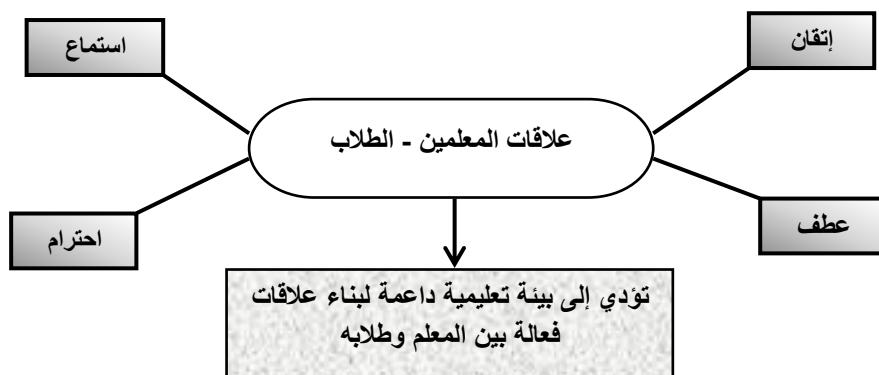 إتقان
استماع
علاقات المعلمين - الطلاب
عطف
احترام
تؤدي إلى بيئة تعليمية داعمة لبناء علاقات
فعالة بين المعلم وطلابه